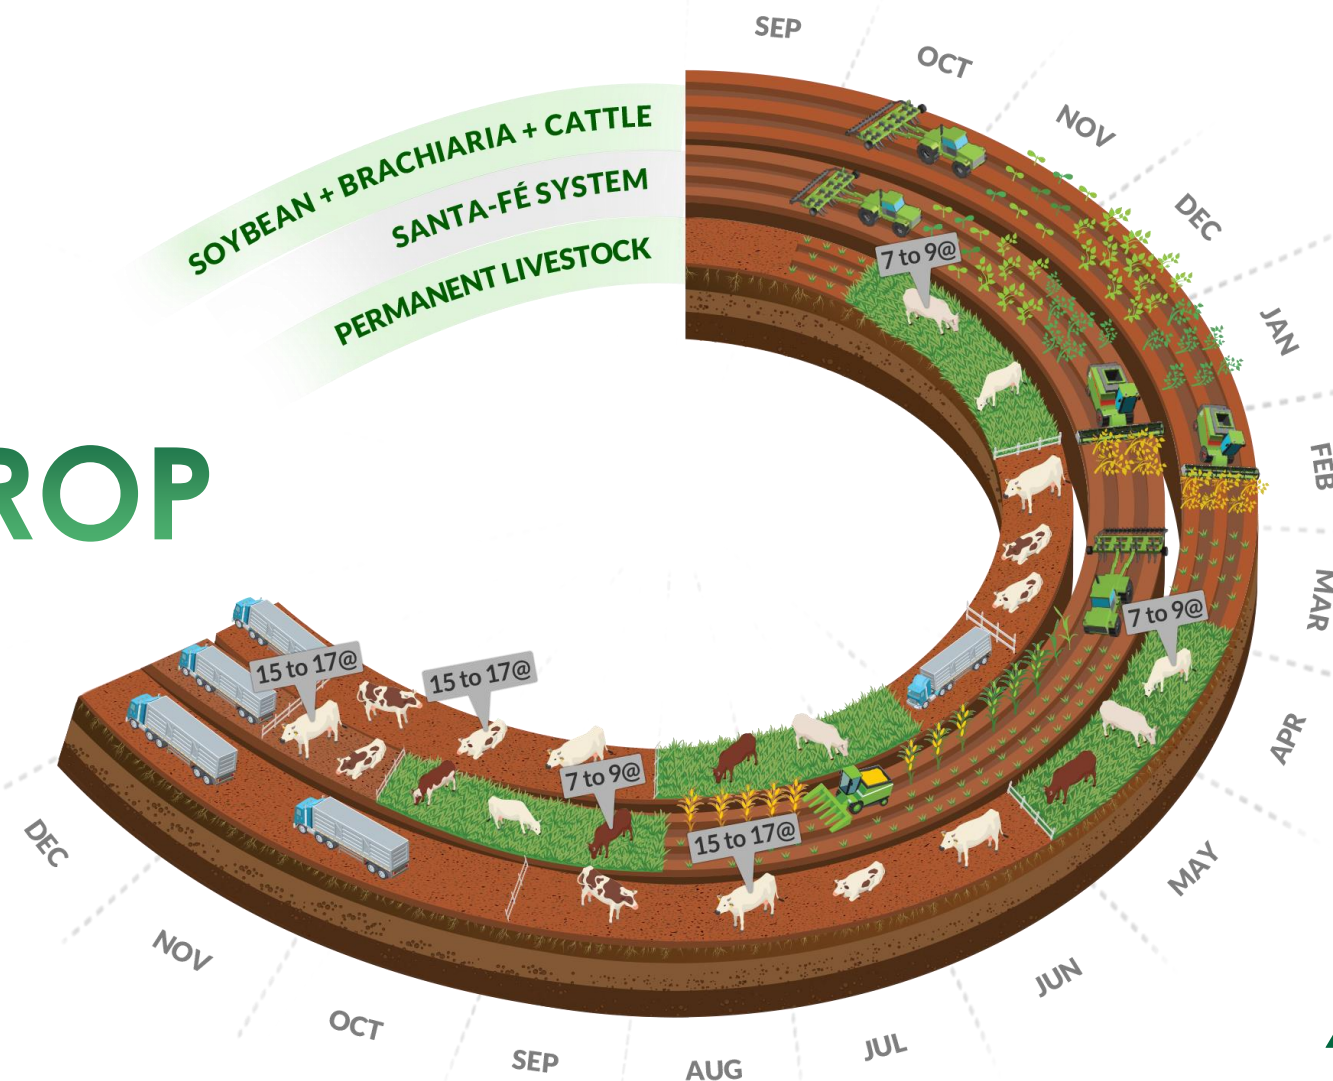 SEP
OCT
NOV
DEC
JAN
FEB
MAR
APR
MAY
JUN
JUL
AUG
SEP
OCT
NOV
DEC
SOYBEAN + BRACHIARIA + CATTLE
SANTA-FÉ SYSTEM
PERMANENT LIVESTOCK
7 to 9@
ROP
7 to 9@
15 to 17@
15 to 17@
7 to 9@
15 to 17@